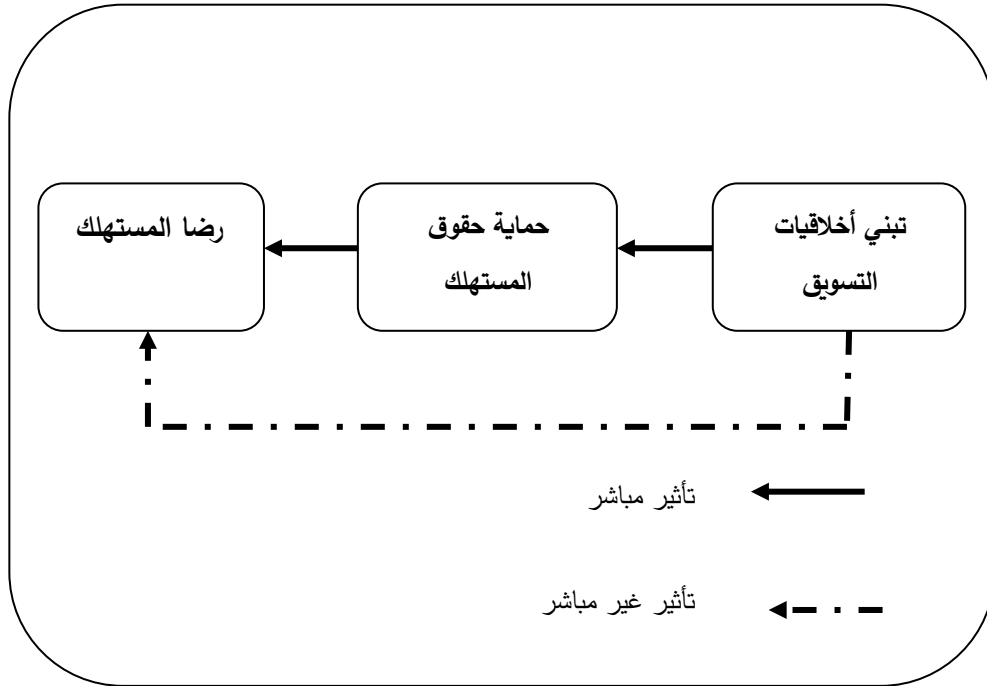 تبني أخلاقيات
التسويق
حماية حقوق
المستهلك
رضا المستهلك
تأثير مباشر
تأثير غير مباشر